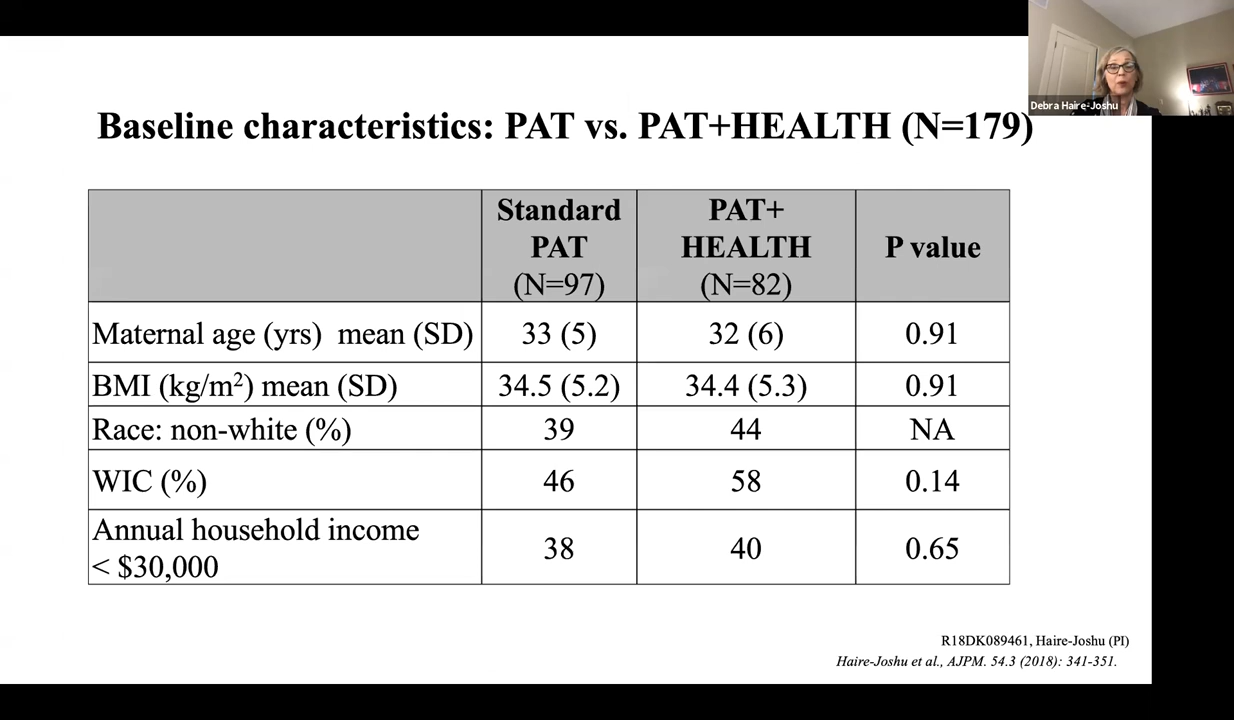 Debra Haire-Joshu
Baseline characteristics: PAT vs. PAT+HEALTH (N=179)
Standard PAT (N=97) PAT+ HEALTH (N=82) P value
Maternal age (yrs) mean (SD) 33 (5) 32 (6) 0.91
BMI (kg/m²) mean (SD) 34.5 (5.2) 34.4 (5.3) 0.91
Race: non-white (%) 39 44 NA
WIC (%) 46 58 0.14
Annual household income < $30,000 38 40 0.65
R18DK089461, Haire-Joshu (PI)
Haire-Joshu et al., AJPM. 54.3 (2018): 341-351.